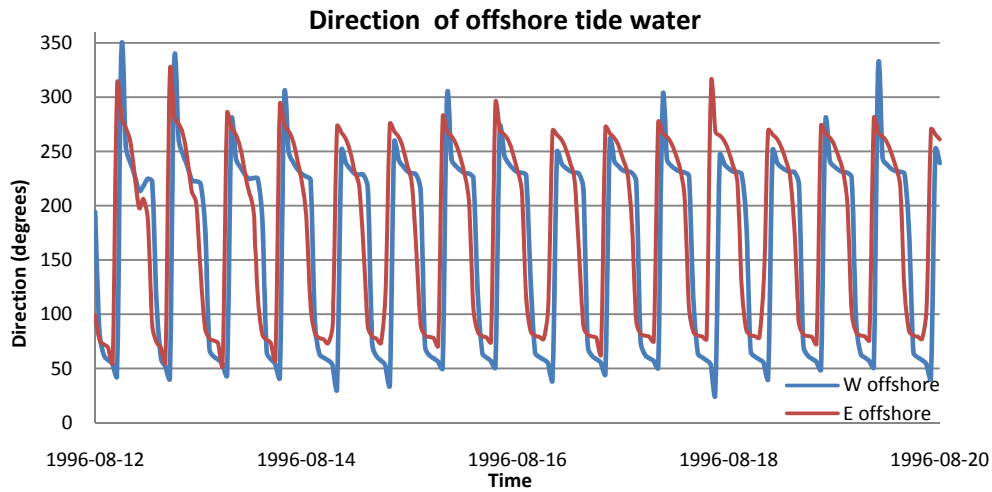 Direction of offshore tide water
350
300
250
200
150
100
50
0
Direction (degrees)
W offshore
E offshore
1996-08-12 1996-08-14 1996-08-16 1996-08-18 1996-08-20
Time